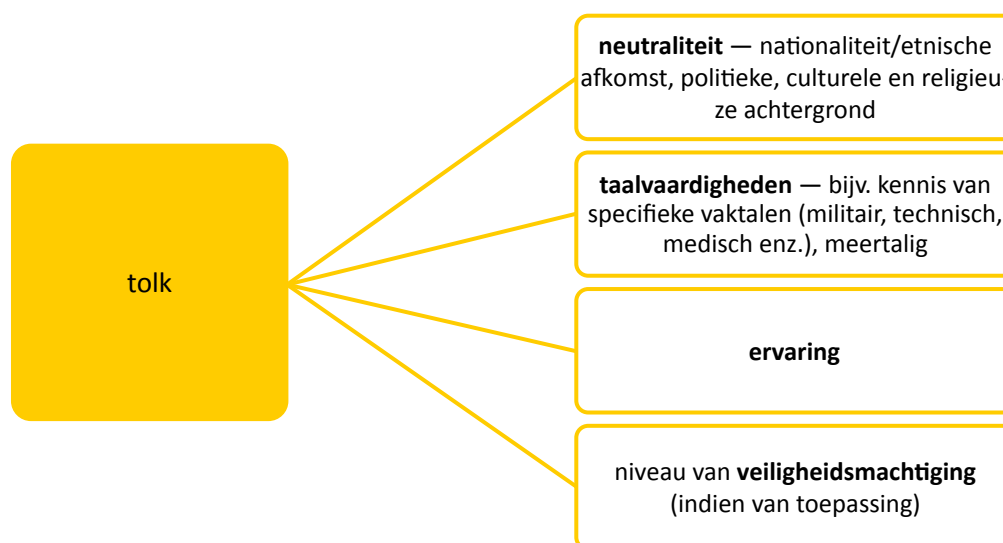 tolk
neutraliteit — nationaliteit/etnische
afkomst, politieke, culturele en religieu-
ze achtergrond
taalvaardigheden — bijv. kennis van
specifieke vaktalen (militair, technisch,
medisch enz.), meertalig
ervaring
niveau van veiligheidsmachtiging
(indien van toepassing)